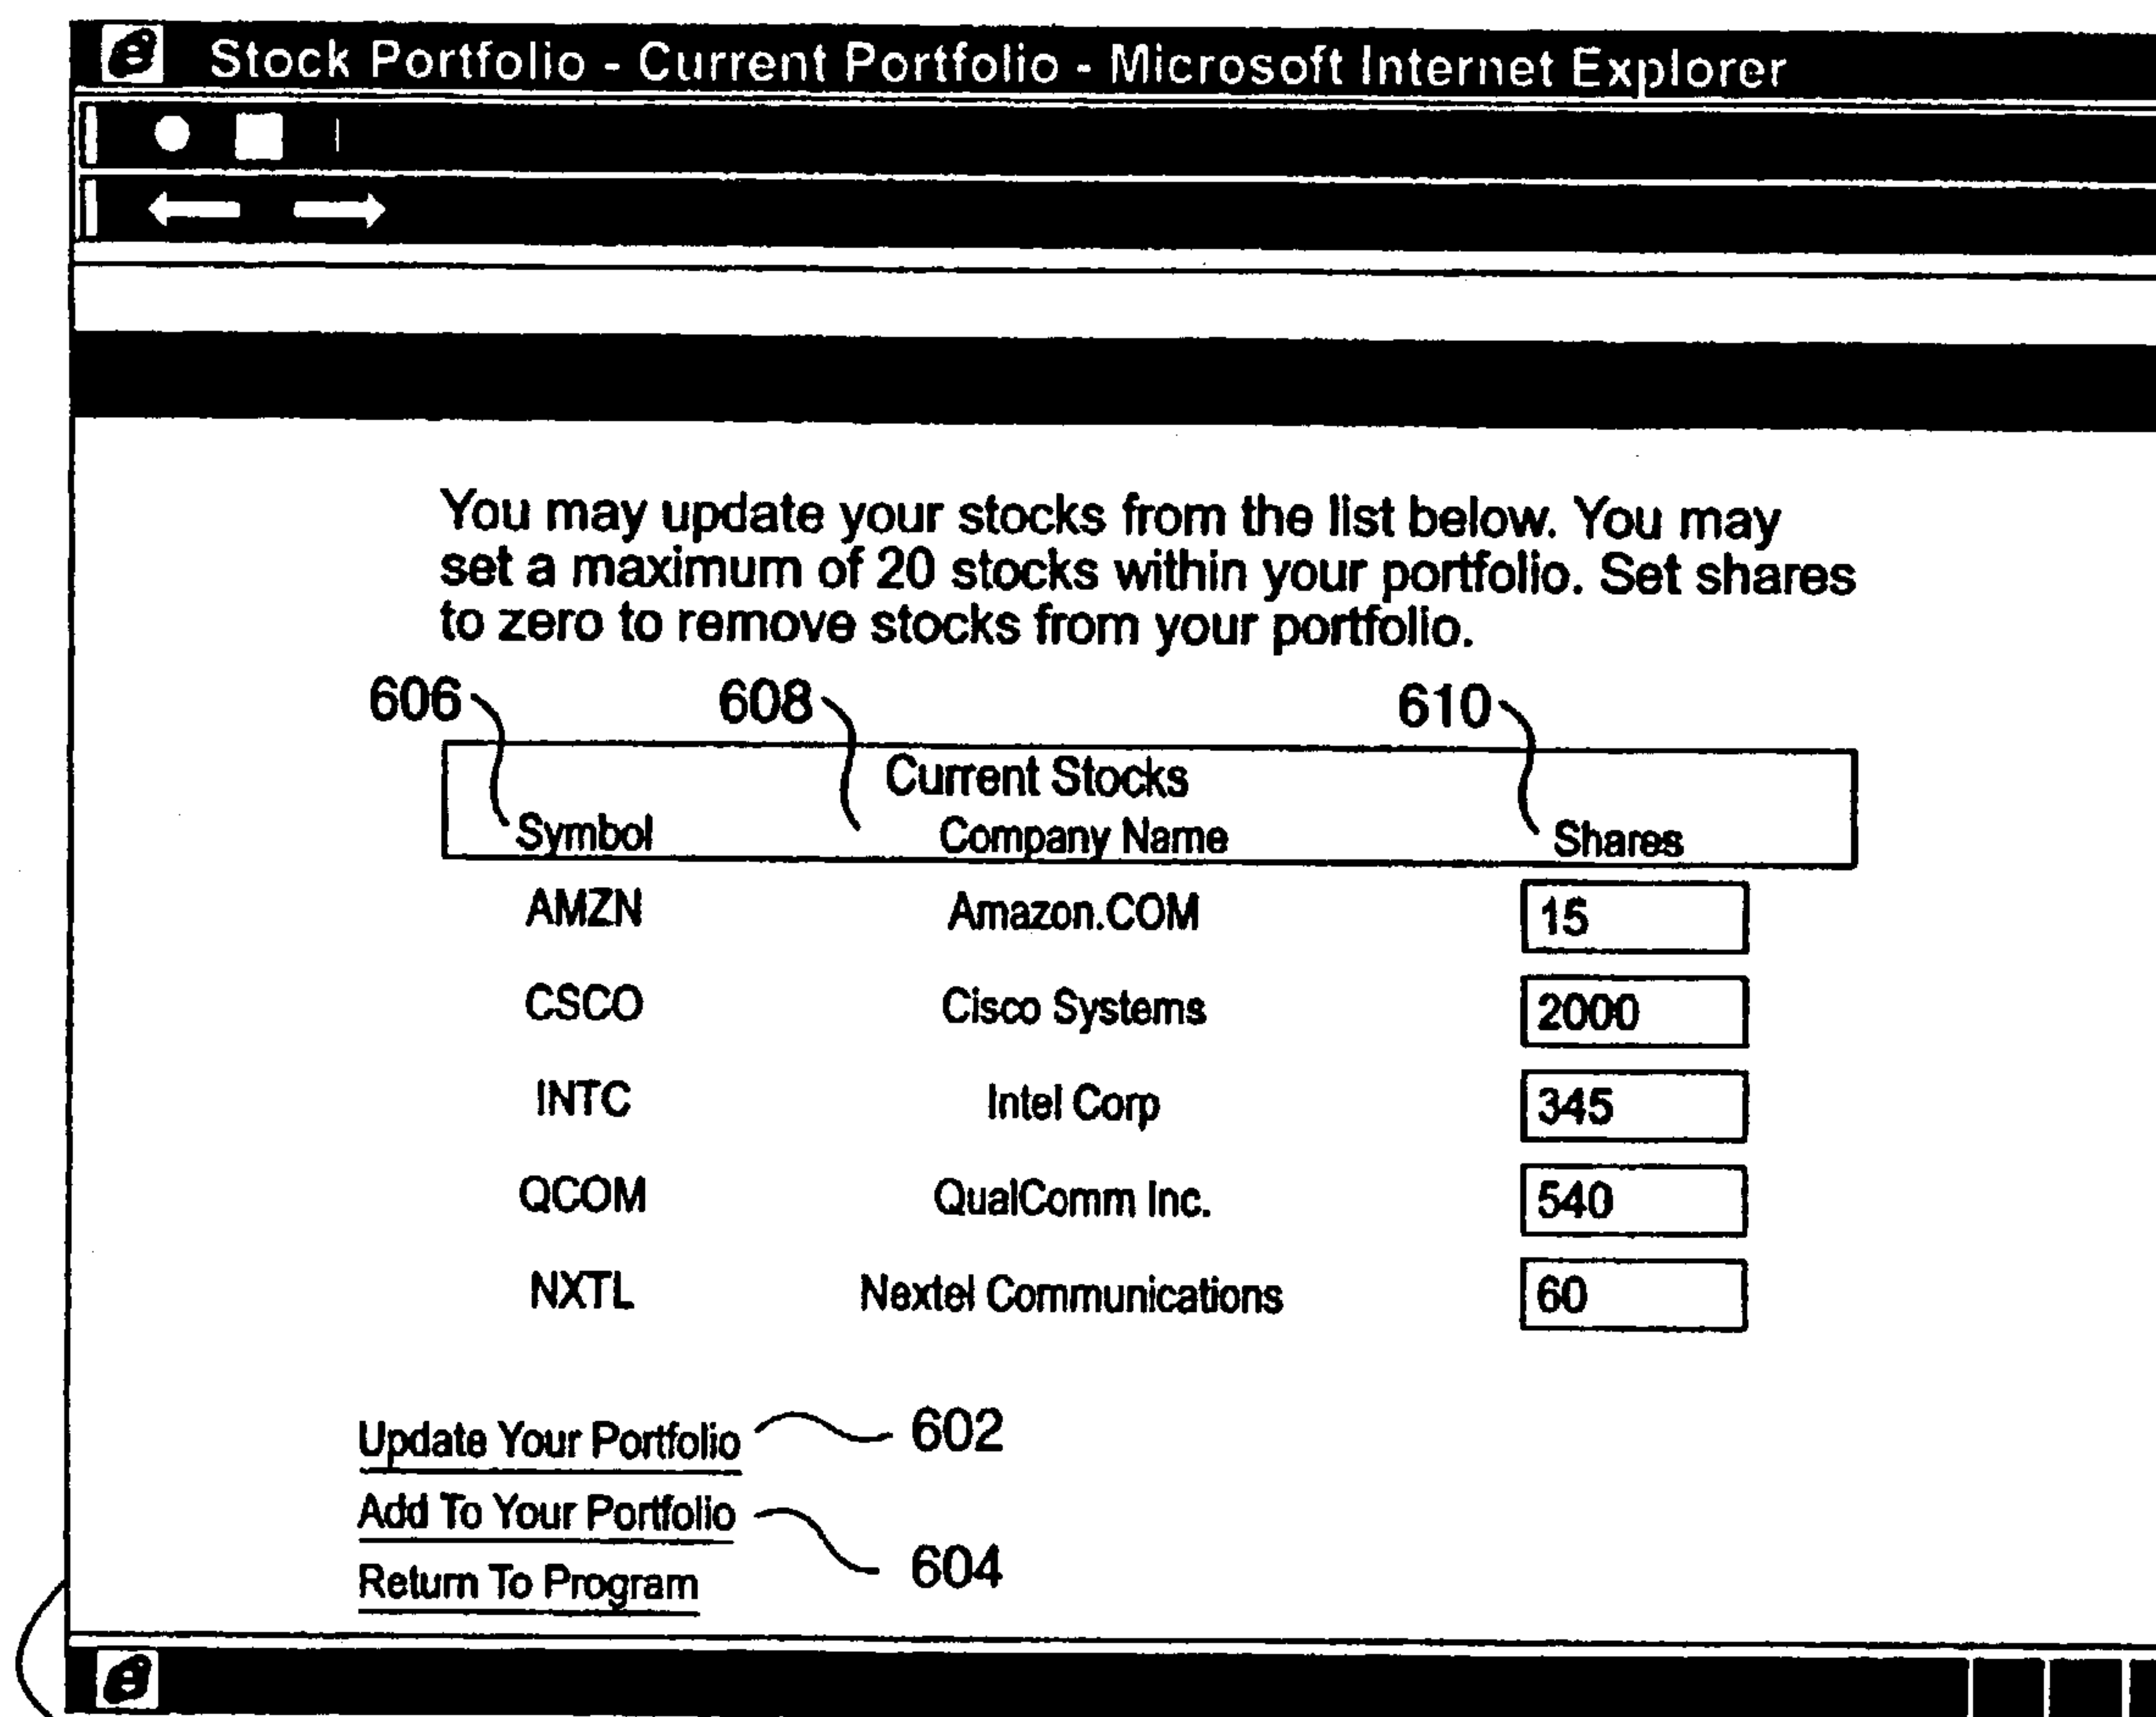 Stock Portfolio - Current Portfolio - Microsoft Internet Explorer
You may update your stocks from the list below. You may
set a maximum of 20 stocks within your portfolio. Set shares
to zero to remove stocks from your portfolio.
606 608 610
Current Stocks
Symbol Company Name Shares
AMZN Amazon.COM 15
CSCO Cisco Systems 2000
INTC Intel Corp 345
QCOM QualComm Inc. 540
NXTL Nextel Communications 60
Update Your Portfolio 602
Add To Your Portfolio
604
Return To Program